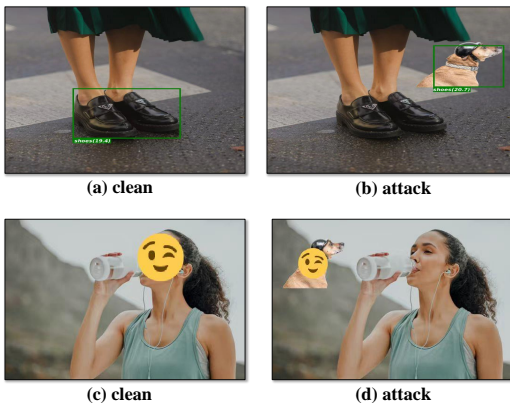 shoes(19.4)
shoes(20.7)
(a) clean
(b) attack
(c) clean
(d) attack